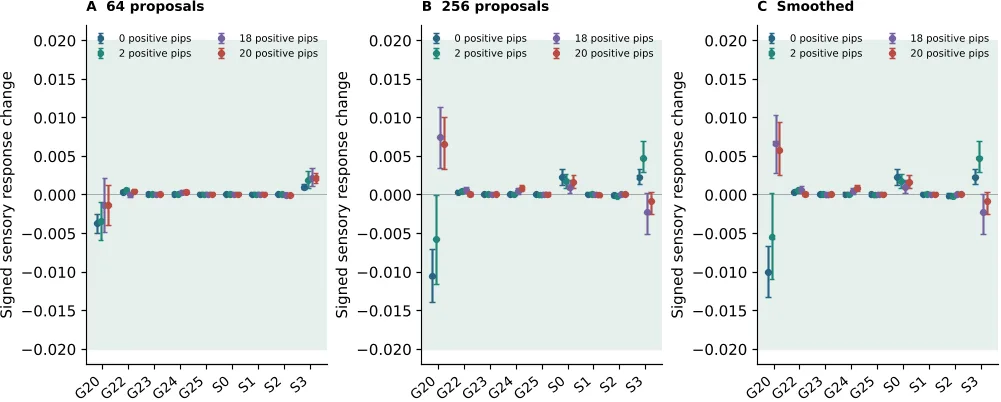 A 64 proposals
0 positive pips 18 positive pips
2 positive pips 20 positive pips
Signed sensory response change
0.020
0.015
0.010
0.005
0.000
−0.005
−0.010
−0.015
−0.020
G20 G22 G23 G24 G25 S0 S1 S2 S3
B 256 proposals
0 positive pips 18 positive pips
2 positive pips 20 positive pips
Signed sensory response change
0.020
0.015
0.010
0.005
0.000
−0.005
−0.010
−0.015
−0.020
G20 G22 G23 G24 G25 S0 S1 S2 S3
C Smoothed
0 positive pips 18 positive pips
2 positive pips 20 positive pips
Signed sensory response change
0.020
0.015
0.010
0.005
0.000
−0.005
−0.010
−0.015
−0.020
G20 G22 G23 G24 G25 S0 S1 S2 S3